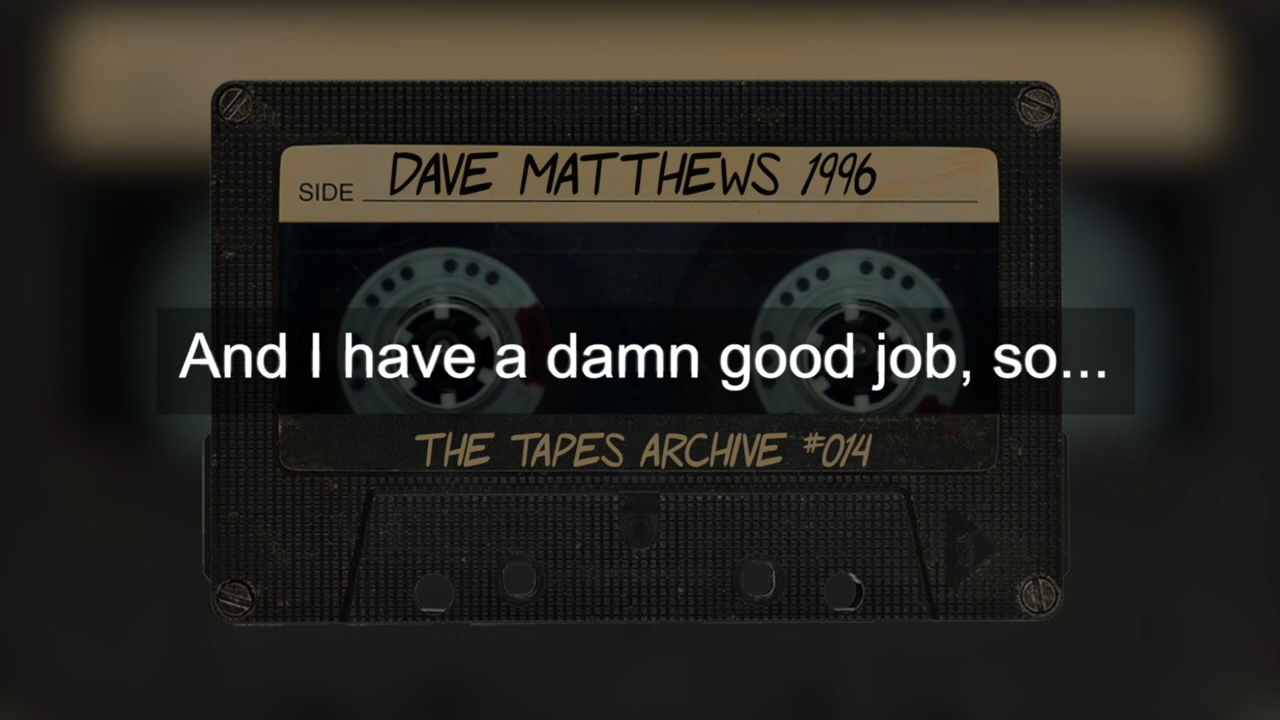 DAVE MATTHEWS 1996
SIDE
And I have a damn good job, so...
THE TAPES ARCHIVE #014